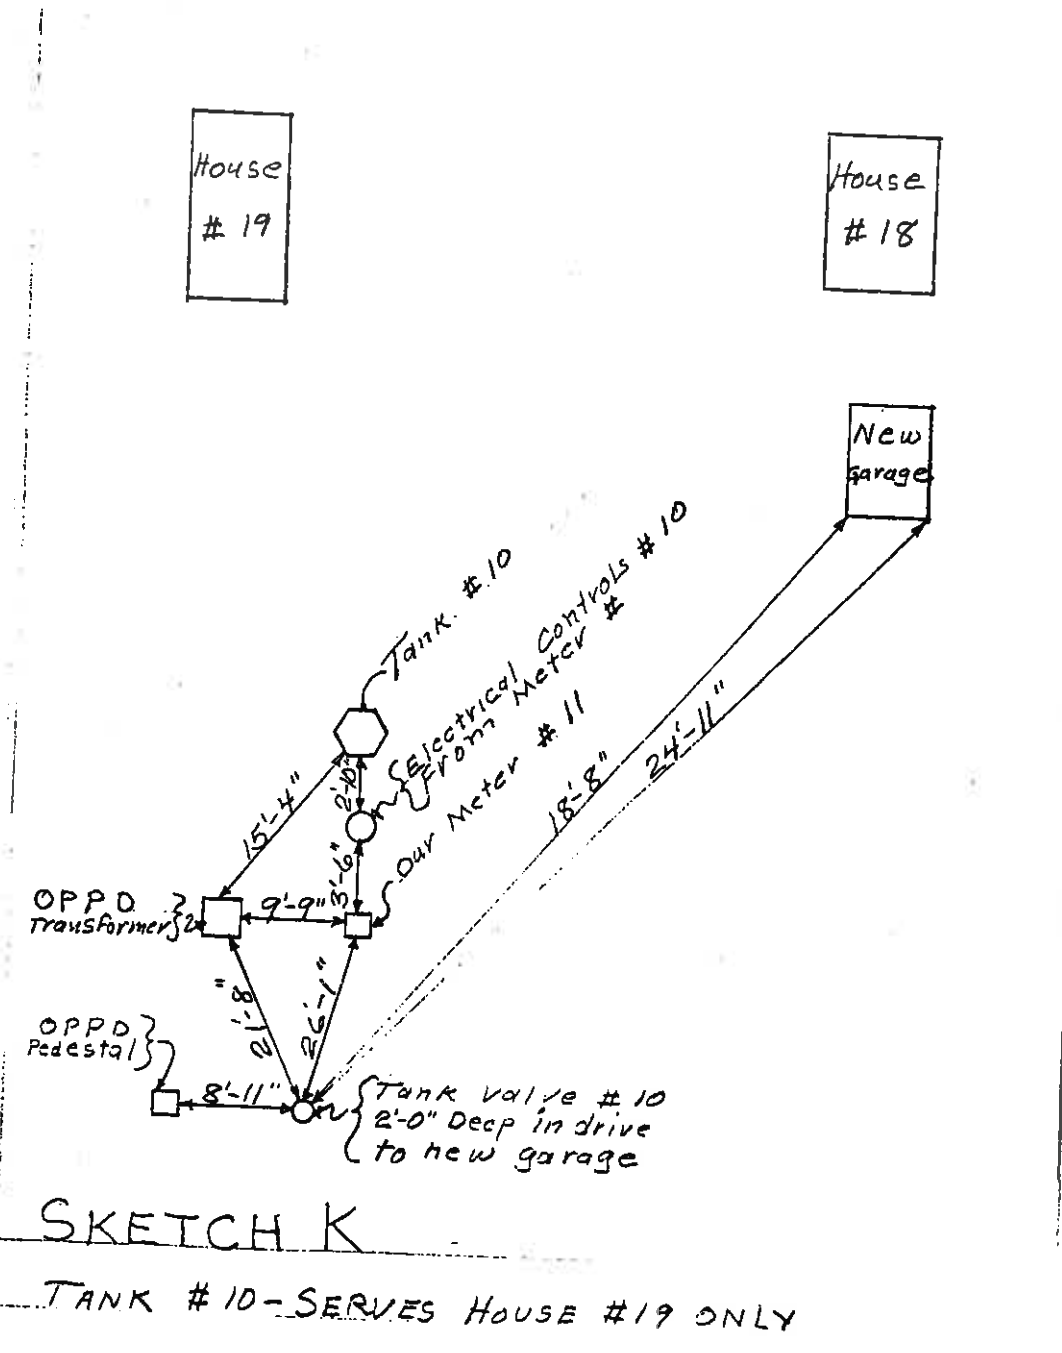 House
# 19
House
# 18
New
Garage
Tank # 10
Electrical Controls # 10
From Meter #
Our Meter # 11
15'-4"
2'-10"
3'-6"
9'-9"
18'-8"
24'-11"
OPPD
Transformer
21'-8"
26'-1"
OPPD
Pedestal
8'-11"
Tank valve # 10
2'-0" Deep in drive
to new garage
SKETCH K
TANK # 10 - SERVES HOUSE #19 ONLY